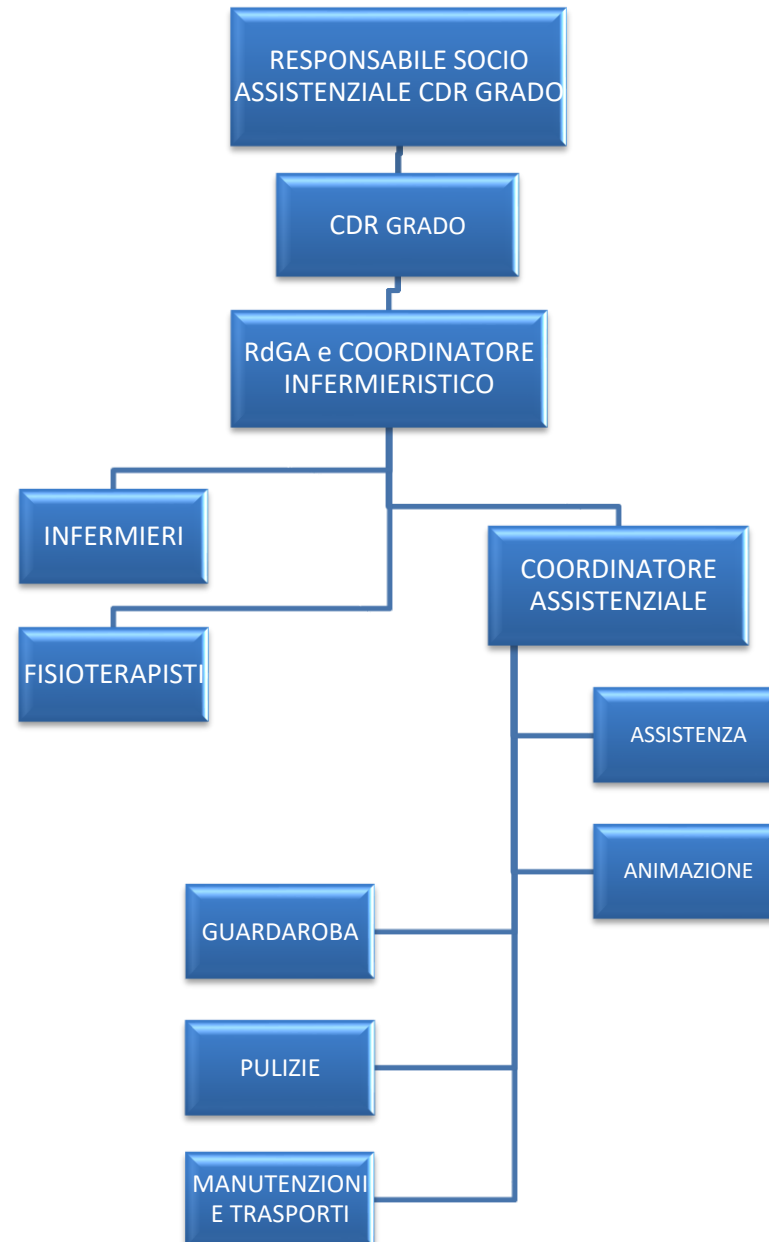 RESPONSABILE SOCIO
ASSISTENZIALE CDR GRADO
CDR GRADO
RdGA e COORDINATORE
INFERMIERISTICO
INFERMIERI
COORDINATORE
ASSISTENZIALE
FISIOTERAPISTI
ASSISTENZA
ANIMAZIONE
GUARDAROBA
PULIZIE
MANUTENZIONI
E TRASPORTI